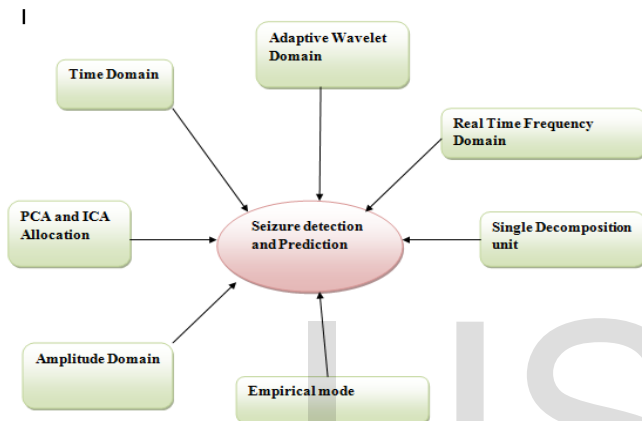 I
Adaptive Wavelet
Domain
Time Domain
Real Time Frequency
Domain
PCA and ICA
Allocation
Seizure detection
and Prediction
Single Decomposition
unit
Amplitude Domain
Empirical mode